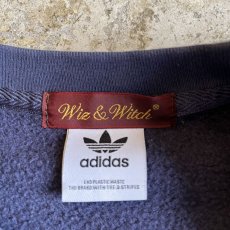 Wiz & Witch®
adidas
END PLASTIC WASTE
THE BRAND WITH THE 3 STRIPES